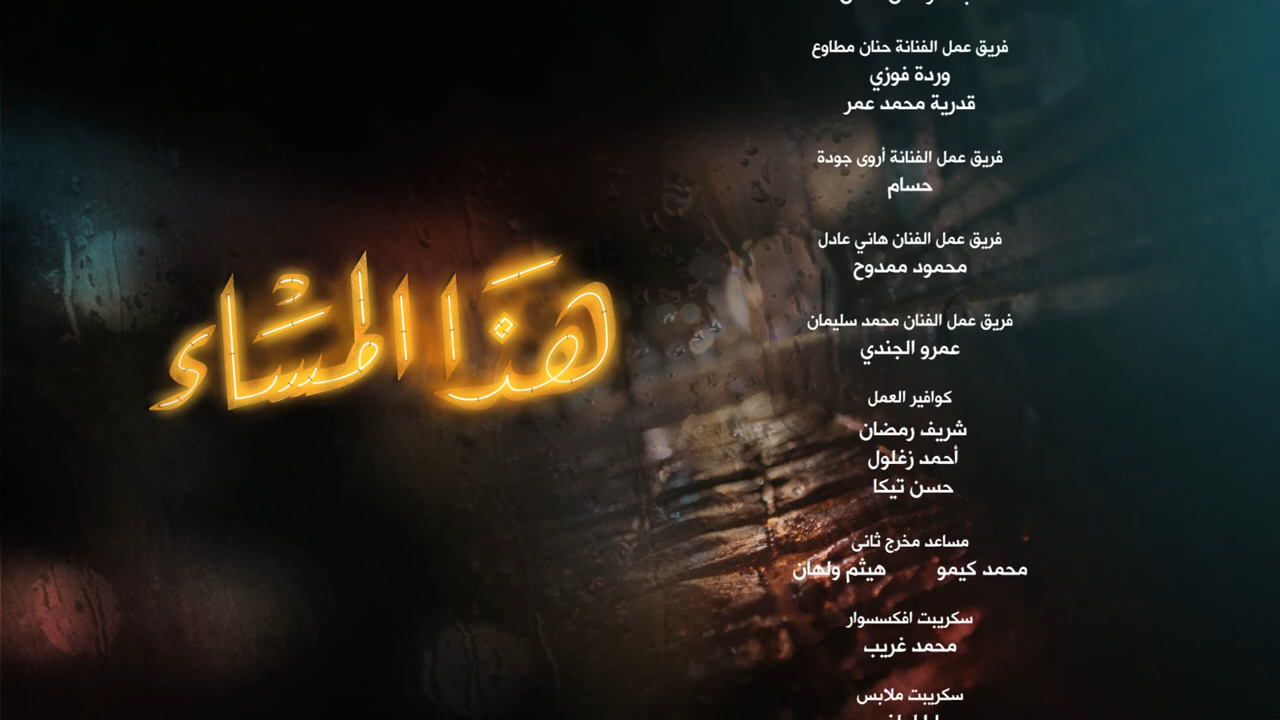 هذا المساء
فريق عمل الفنانة حنان مطاوع
وردة فوزي
قدرية محمد عمر
فريق عمل الفنانة أروى جودة
حسام
فريق عمل الفنان هاني عادل
محمود ممدوح
فريق عمل الفنان محمد سليمان
عمرو الجندي
كوافير العمل
شريف رمضان
أحمد زغلول
حسن تيكا
مساعد مخرج ثانى
محمد كيمو هيثم ولهان
سكريبت افكسسوار
محمد غريب
سكريبت ملابس